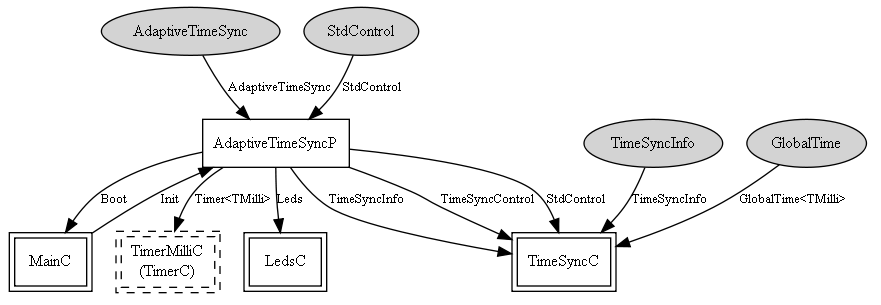 AdaptiveTimeSync
StdControl
AdaptiveTimeSync
StdControl
AdaptiveTimeSyncP
TimeSyncInfo
GlobalTime
Boot
Init
Timer<TMilli>
Leds
TimeSyncInfo
TimeSyncControl
StdControl
TimeSyncInfo
GlobalTime<TMilli>
MainC
TimerMilliC
(TimerC)
LedsC
TimeSyncC